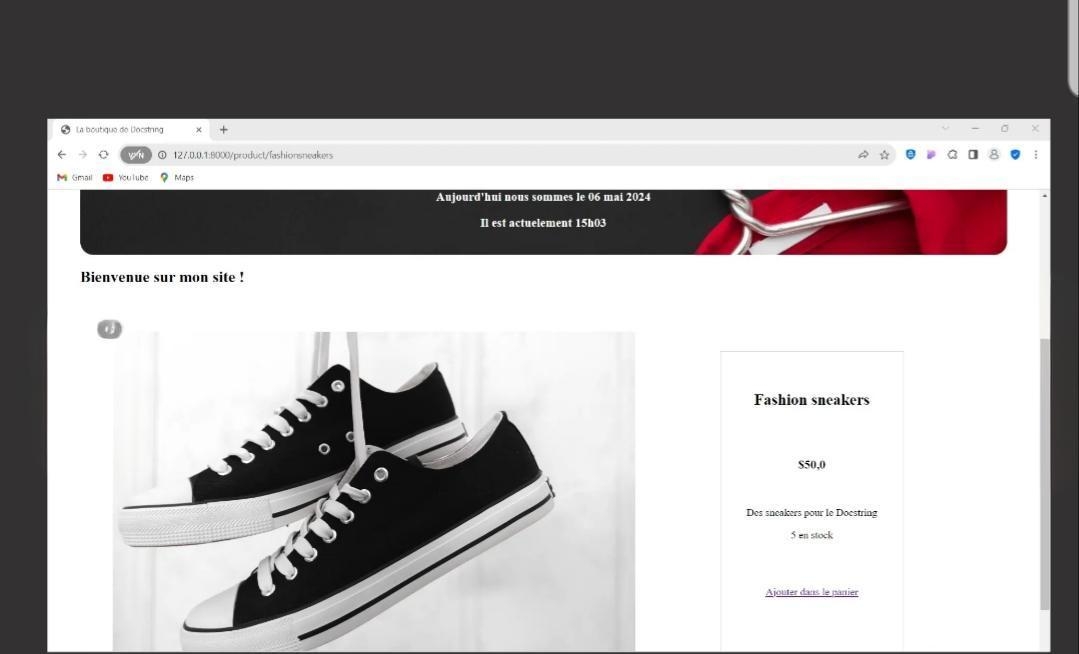 La boutique de Docstring
VPN
127.0.0.1:8000/product/fashionsneakers
Gmail
YouTube
Maps
Aujourd'hui nous sommes le 06 mai 2024
Il est actuelement 15h03
Bienvenue sur mon site !
Fashion sneakers
$50,0
Des sneakers pour le Docstring
5 en stock
Ajouter dans le panier